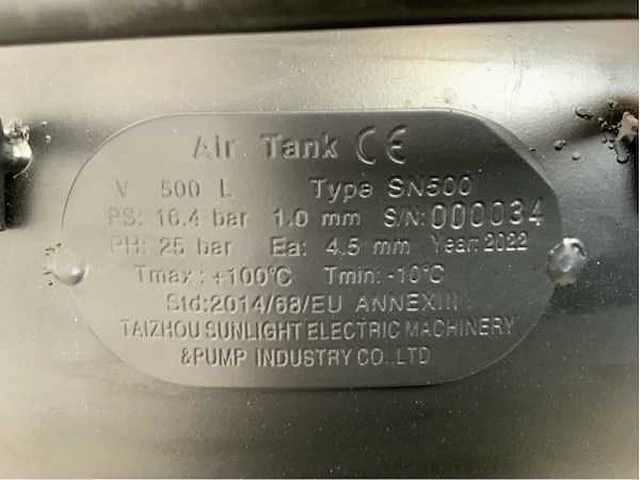 Air Tank CE
V 500 L Type SN500
PS: 16.4 bar 1.0 mm S/N: 000034
PH: 25 bar Ea: 4.5 mm Year: 2022
Tmax: +100°C Tmin: -10°C
Std:2014/68/EU ANNEXIII
TAIZHOU SUNLIGHT ELECTRIC MACHINERY
&PUMP INDUSTRY CO.,LTD